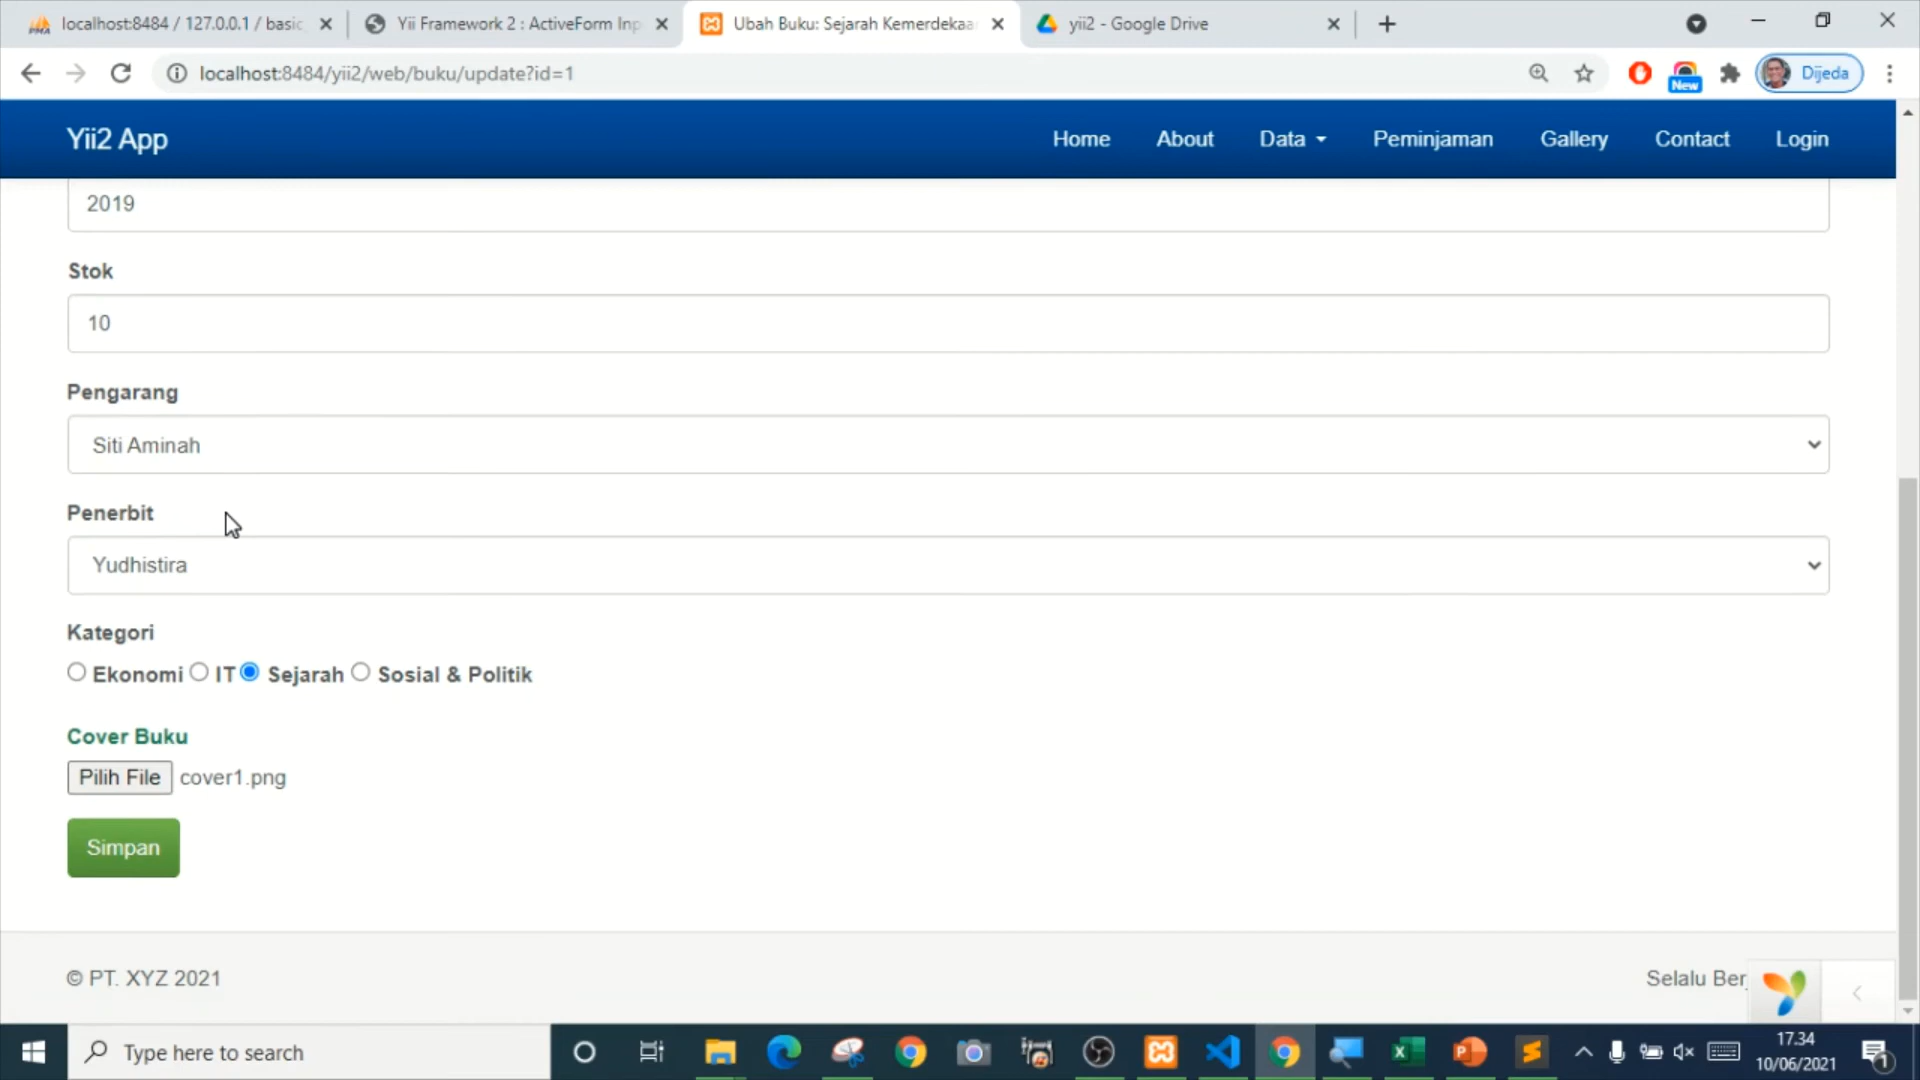 localhost:8484 / 127.0.0.1 / basic
Yii Framework 2 : ActiveForm Inp
Ubah Buku: Sejarah Kemerdekaa
yii2 - Google Drive
localhost:8484/yii2/web/buku/update?id=1
New
Dijeda
Yii2 App
Home
About
Data
Peminjaman
Gallery
Contact
Login
2019
Stok
10
Pengarang
Siti Aminah
Penerbit
Yudhistira
Kategori
Ekonomi IT Sejarah Sosial & Politik
Cover Buku
Pilih File cover1.png
Simpan
© PT. XYZ 2021
Selalu Ber
Type here to search
17.34
10/06/2021
1